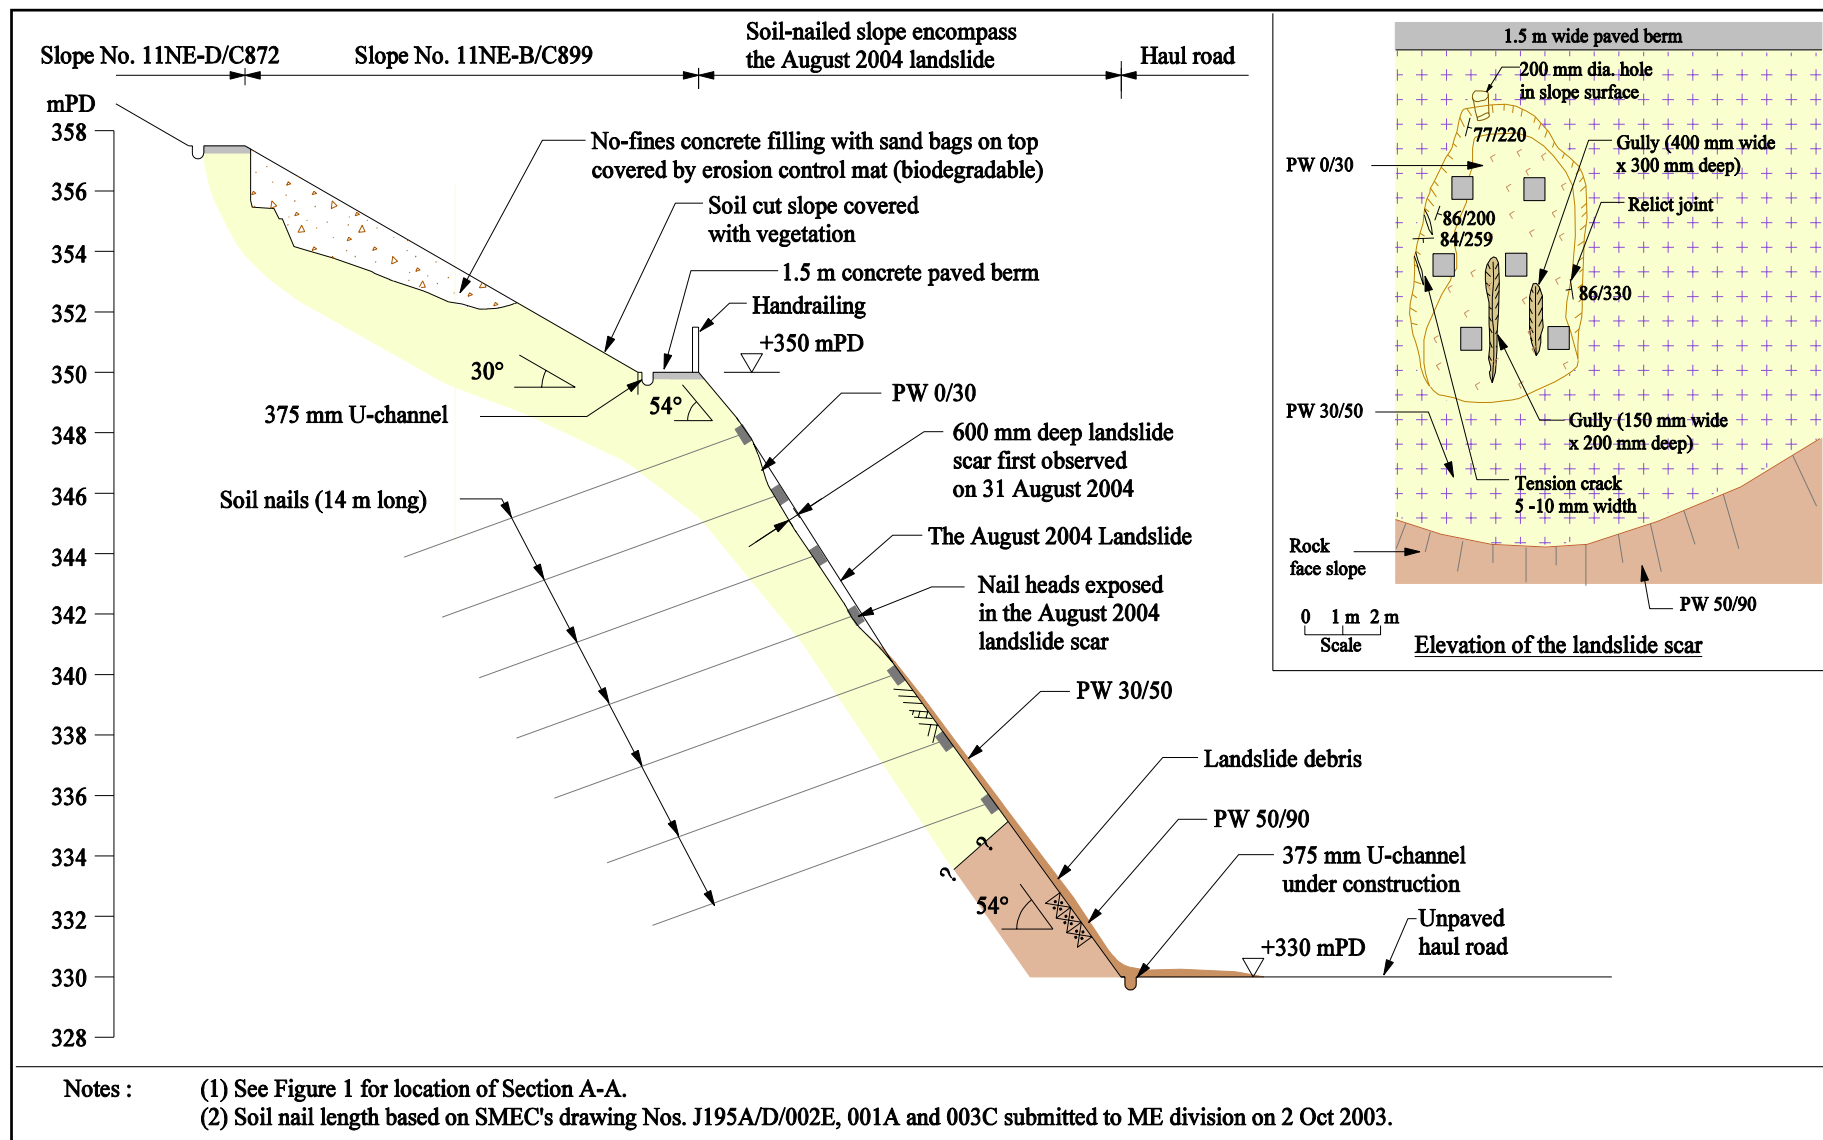 Slope No. 11NE-D/C872
Slope No. 11NE-B/C899
Soil-nailed slope encompass
the August 2004 landslide
Haul road
mPD
358
356
354
352
350
348
346
344
342
340
338
336
334
332
330
328
No-fines concrete filling with sand bags on top
covered by erosion control mat (biodegradable)
Soil cut slope covered
with vegetation
1.5 m concrete paved berm
Handrailing
+350 mPD
30°
375 mm U-channel
54°
PW 0/30
600 mm deep landslide
scar first observed
on 31 August 2004
Soil nails (14 m long)
The August 2004 Landslide
Nail heads exposed
in the August 2004
landslide scar
PW 30/50
Landslide debris
PW 50/90
375 mm U-channel
under construction
?
?
54°
Unpaved
haul road
+330 mPD
1.5 m wide paved berm
200 mm dia. hole
in slope surface
77/220
Gully (400 mm wide
x 300 mm deep)
PW 0/30
Relict joint
86/200
84/259
86/330
PW 30/50
Gully (150 mm wide
x 200 mm deep)
Tension crack
5 -10 mm width
Rock
face slope
PW 50/90
0 1 m 2 m
Scale
Elevation of the landslide scar
Notes :
(1) See Figure 1 for location of Section A-A.
(2) Soil nail length based on SMEC's drawing Nos. J195A/D/002E, 001A and 003C submitted to ME division on 2 Oct 2003.